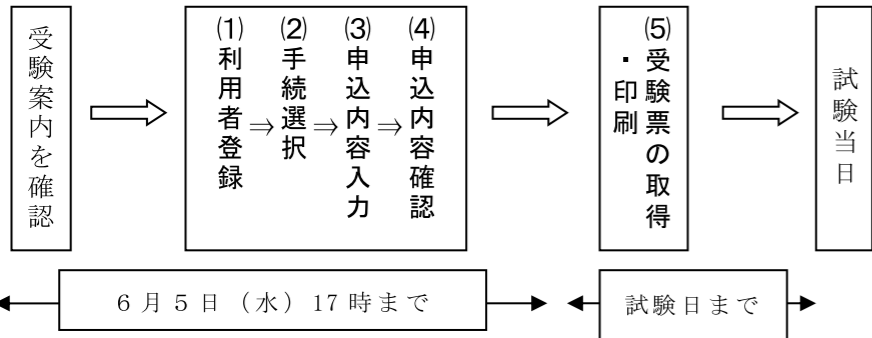 受験案内を確認
⑴利用者登録
⇒
⑵手続選択
⇒
⑶申込内容入力
⇒
⑷申込内容確認
⑸受験票の取得
・印刷
試験当日
6月5日（水）17時まで
試験日まで